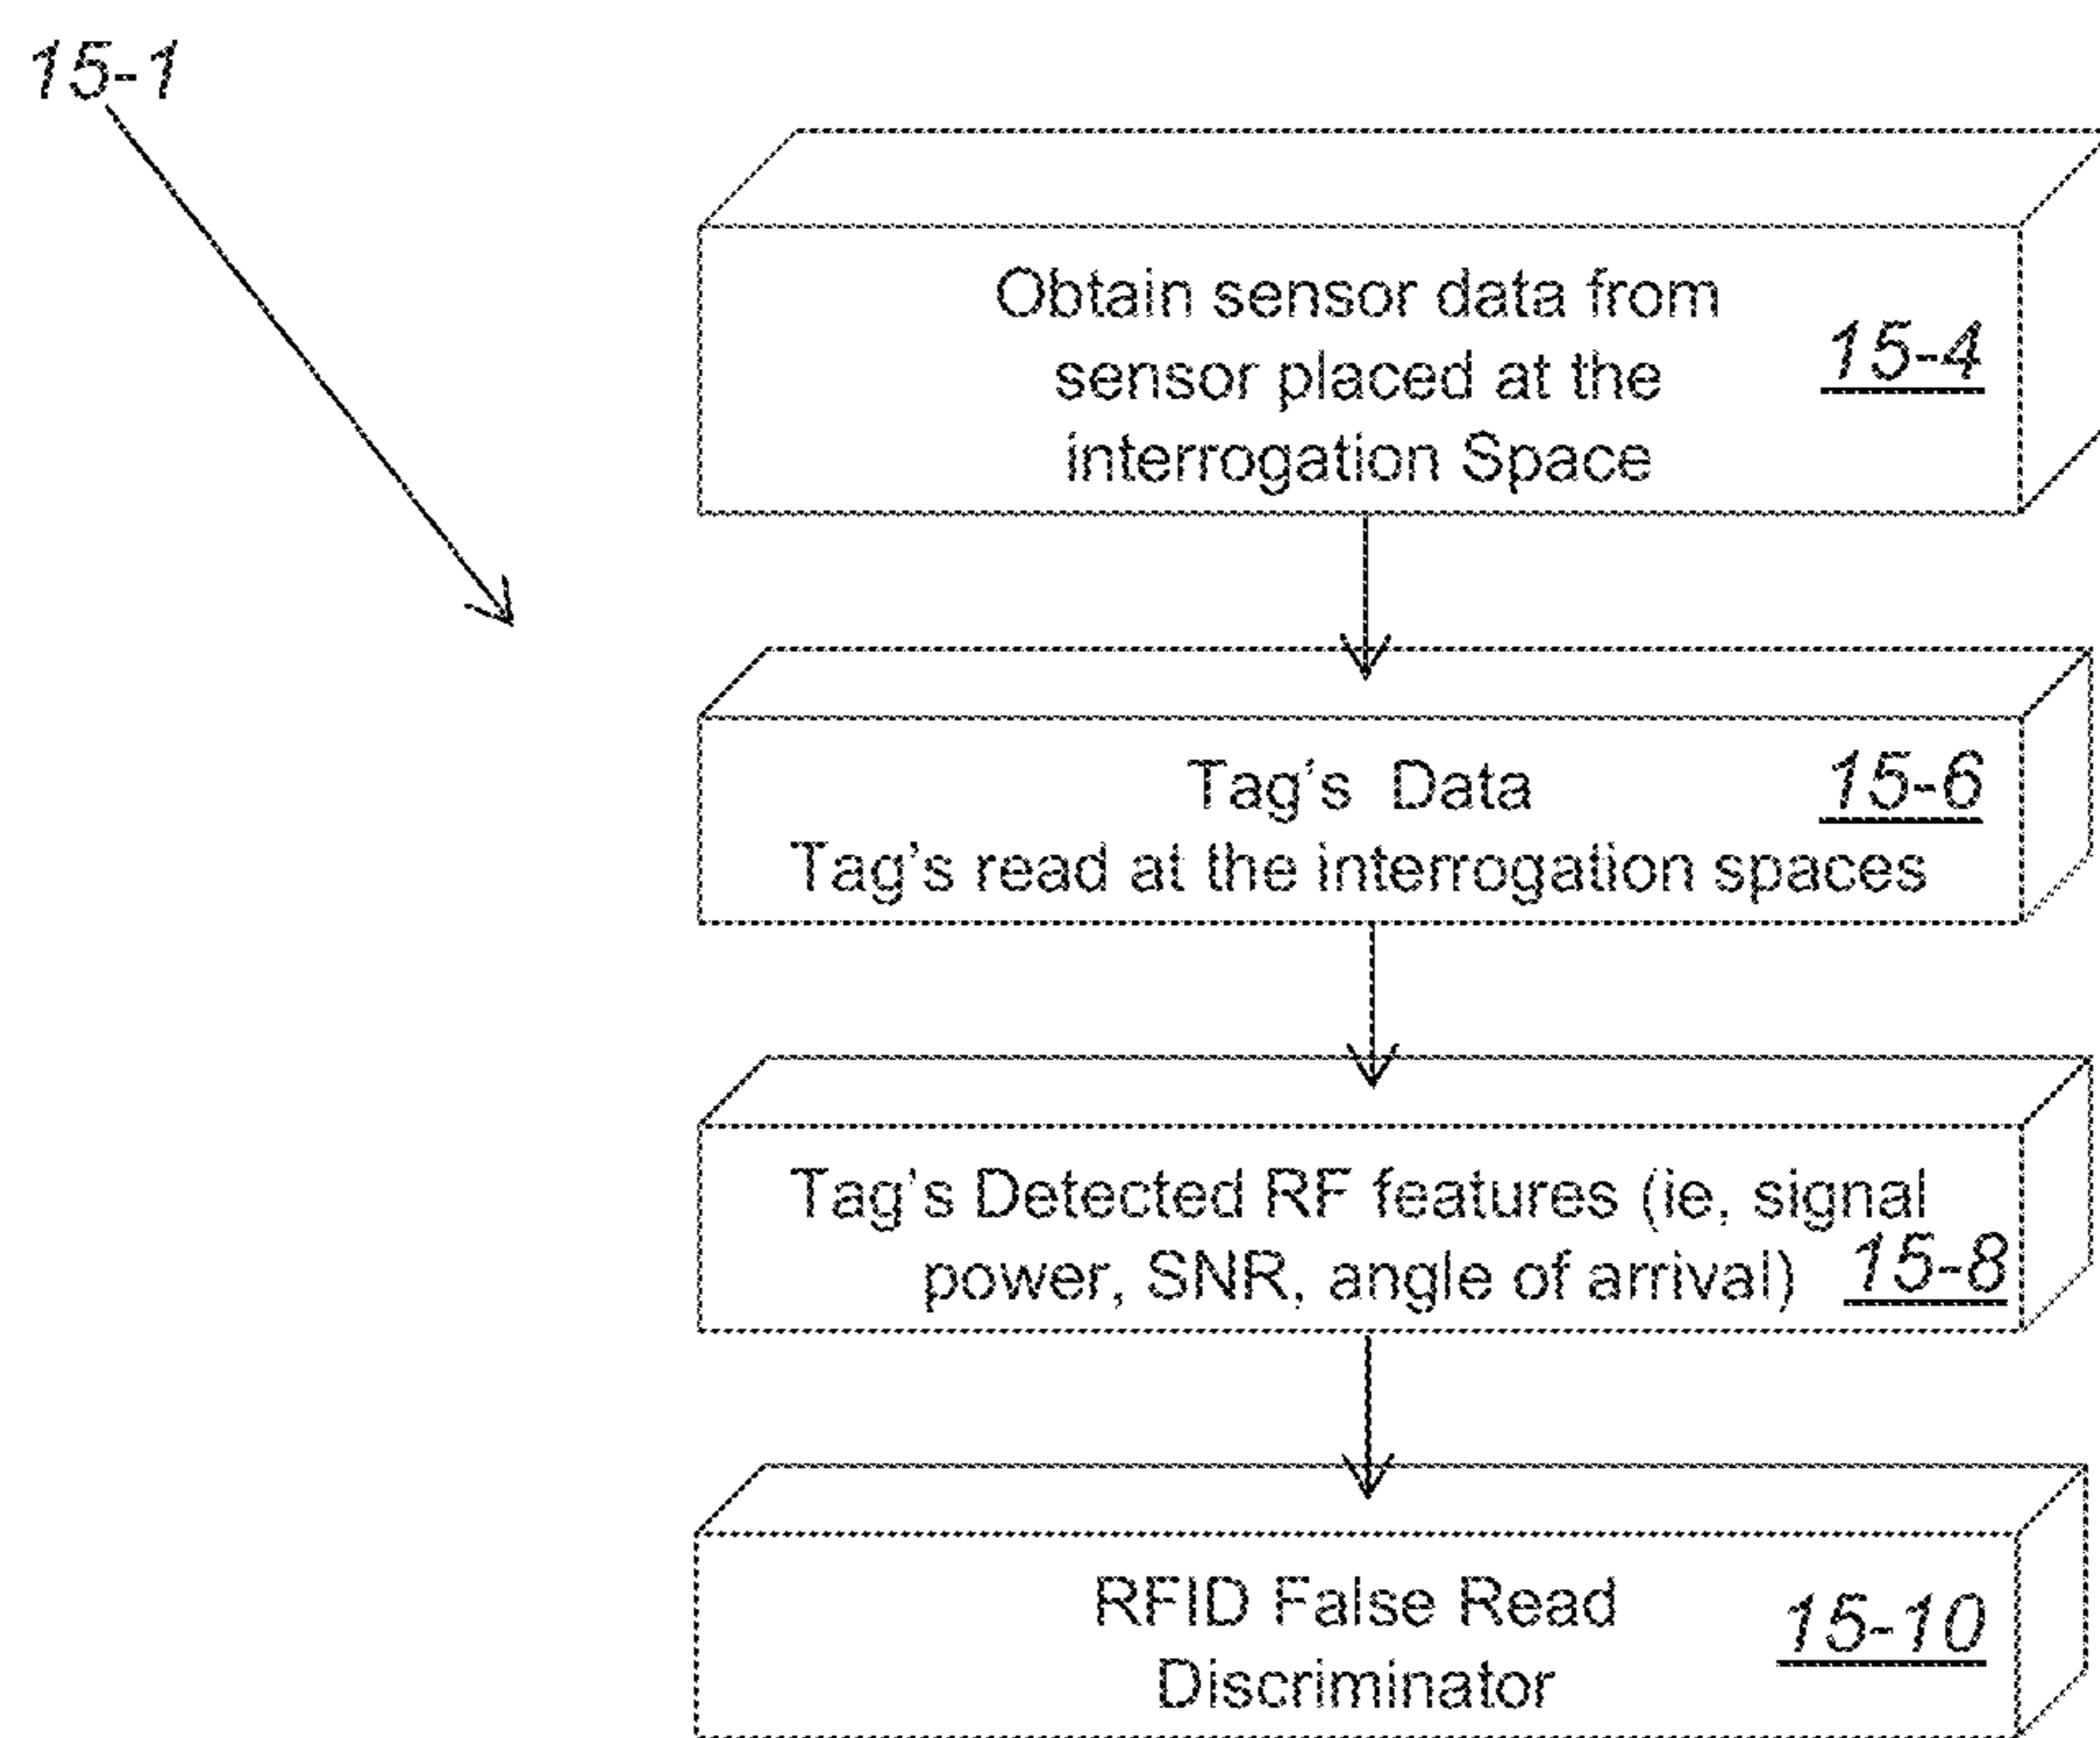 15-1
Obtain sensor data from
sensor placed at the
interrogation Space
15-4
Tag's Data
15-6
Tag's read at the interrogation spaces
Tag's Detected RF features (ie, signal
power, SNR, angle of arrival)
15-8
RFID False Read
Discriminator
15-10